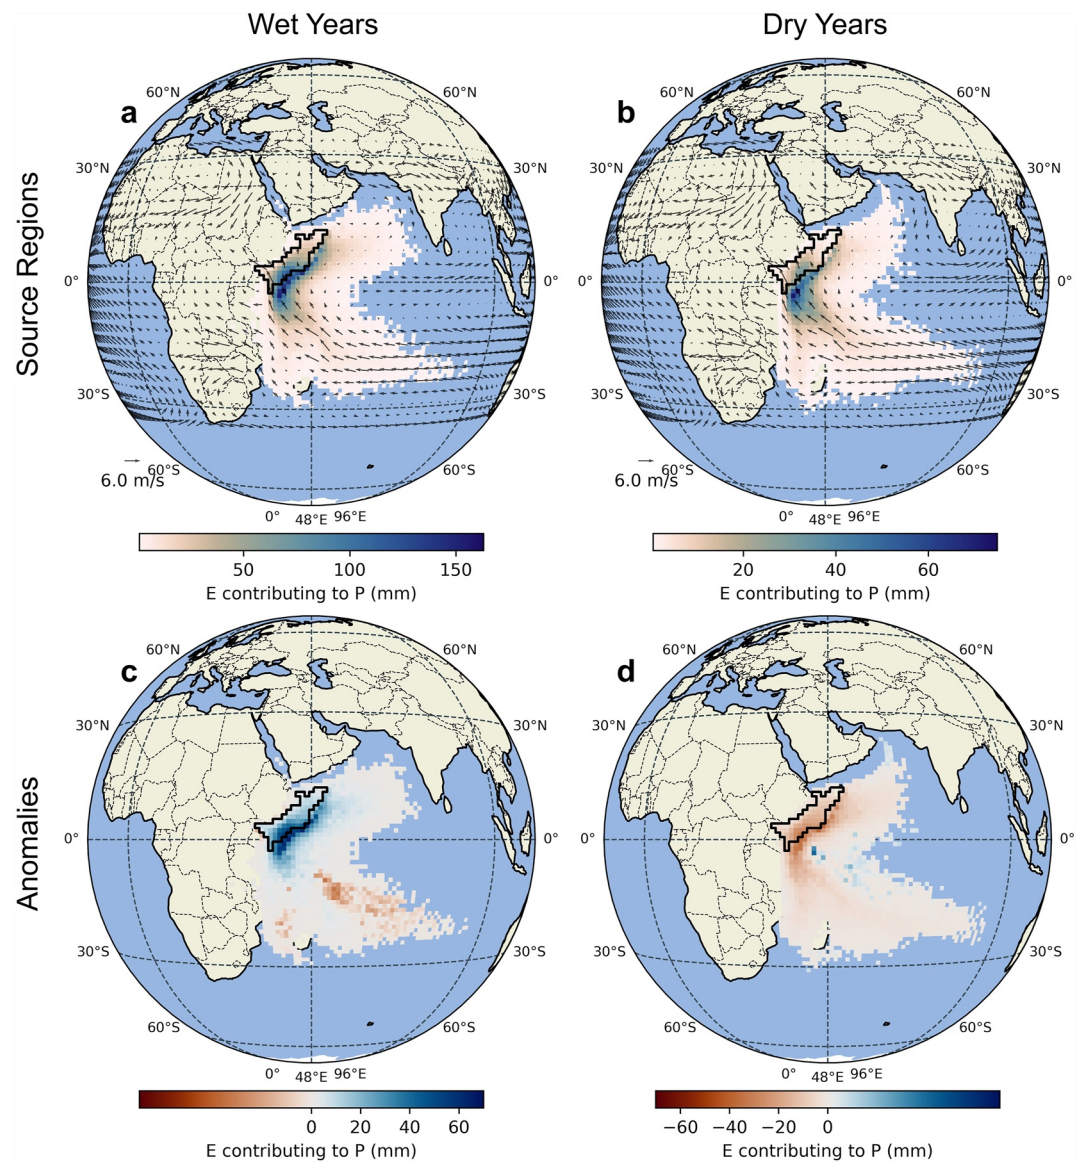 Wet Years
Dry Years
Source Regions
a
60°N
60°N
30°N
30°N
0°
0°
30°S
30°S
60°S
60°S
6.0 m/s
0° 48°E 96°E
50 100 150
E contributing to P (mm)
b
60°N
60°N
30°N
30°N
0°
0°
30°S
30°S
60°S
60°S
6.0 m/s
0° 48°E 96°E
20 40 60
E contributing to P (mm)
Anomalies
c
60°N
60°N
30°N
30°N
0°
0°
30°S
30°S
60°S
60°S
0° 48°E 96°E
0 20 40 60
E contributing to P (mm)
d
60°N
60°N
30°N
30°N
0°
0°
30°S
30°S
60°S
60°S
0° 48°E 96°E
−60 −40 −20 0
E contributing to P (mm)